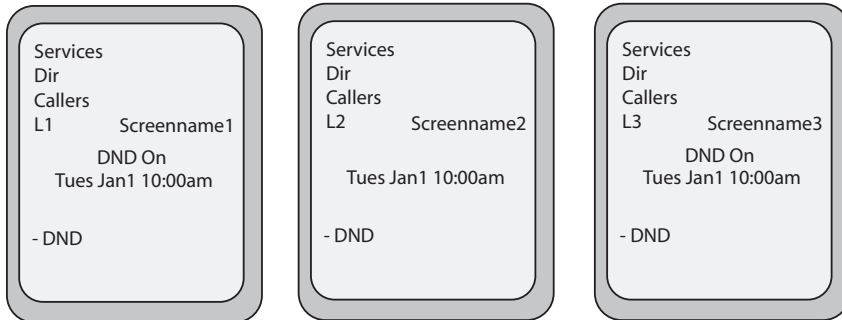 Services
Dir
Callers
L1 Screenname1
DND On
Tues Jan1 10:00am
- DND
Services
Dir
Callers
L2 Screenname2
Tues Jan1 10:00am
- DND
Services
Dir
Callers
L3 Screenname3
DND On
Tues Jan1 10:00am
- DND